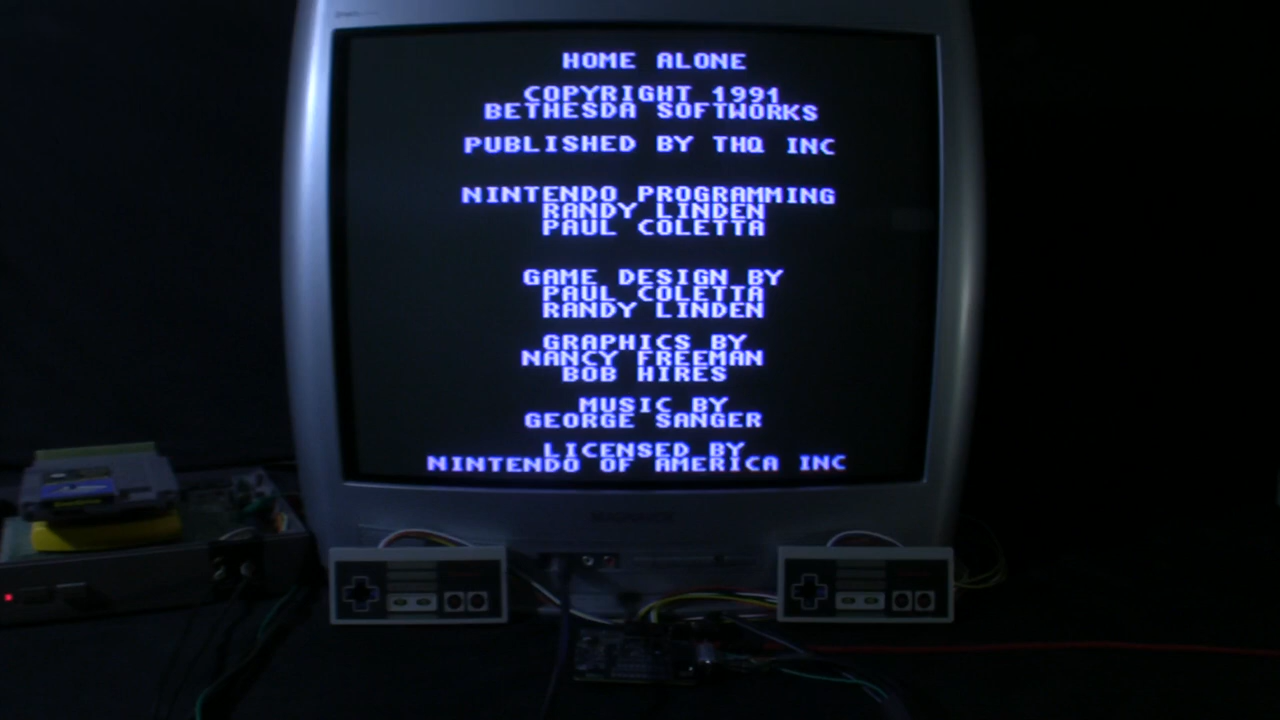 HOME ALONE
COPYRIGHT 1991
BETHESDA SOFTWORKS
PUBLISHED BY THQ INC
NINTENDO PROGRAMMING
RANDY LINDEN
PAUL COLETTA
GAME DESIGN BY
PAUL COLETTA
RANDY LINDEN
GRAPHICS BY
NANCY FREEMAN
BOB HIRES
MUSIC BY
GEORGE SANGER
LICENSED BY
NINTENDO OF AMERICA INC
MAGNAVOX